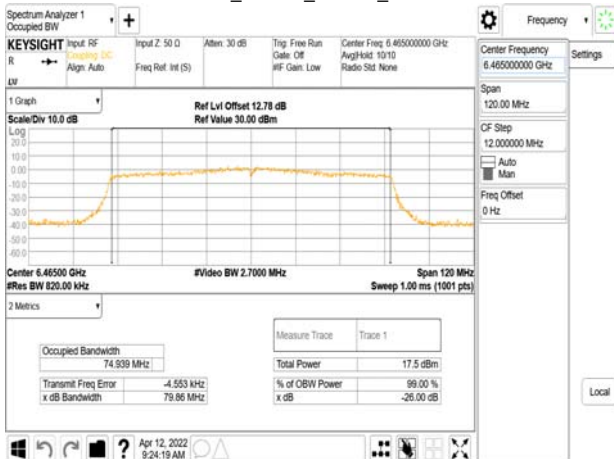 Spectrum Analyzer 1
Occupied BW
+
Frequency
KEYSIGHT
Input: RF
Coupling: DC
Align: Auto
Input Z: 50 Ω
Freq Ref: Int (S)
Atten: 30 dB
Trig: Free Run
Gate: Off
#IF Gain: Low
Center Freq: 6.465000000 GHz
Avg|Hold: 10/10
Radio Std: None
R
Center Frequency
6.465000000 GHz
Settings
Span
120.00 MHz
CF Step
12.000000 MHz
Auto
Man
Freq Offset
0 Hz
Local
1 Graph
Scale/Div 10.0 dB
Ref Lvl Offset 12.78 dB
Ref Value 30.00 dBm
Log
20.0
10.0
0.00
-10.0
-20.0
-30.0
-40.0
-50.0
-60.0
Center 6.46500 GHz
#Res BW 820.00 kHz
#Video BW 2.7000 MHz
Span 120 MHz
Sweep 1.00 ms (1001 pts)
2 Metrics
Measure Trace
Trace 1
Occupied Bandwidth
74.939 MHz
Total Power
17.5 dBm
Transmit Freq Error
-4.553 kHz
% of OBW Power
99.00 %
x dB Bandwidth
79.86 MHz
x dB
-26.00 dB
?
Apr 12, 2022
9:24:19 AM